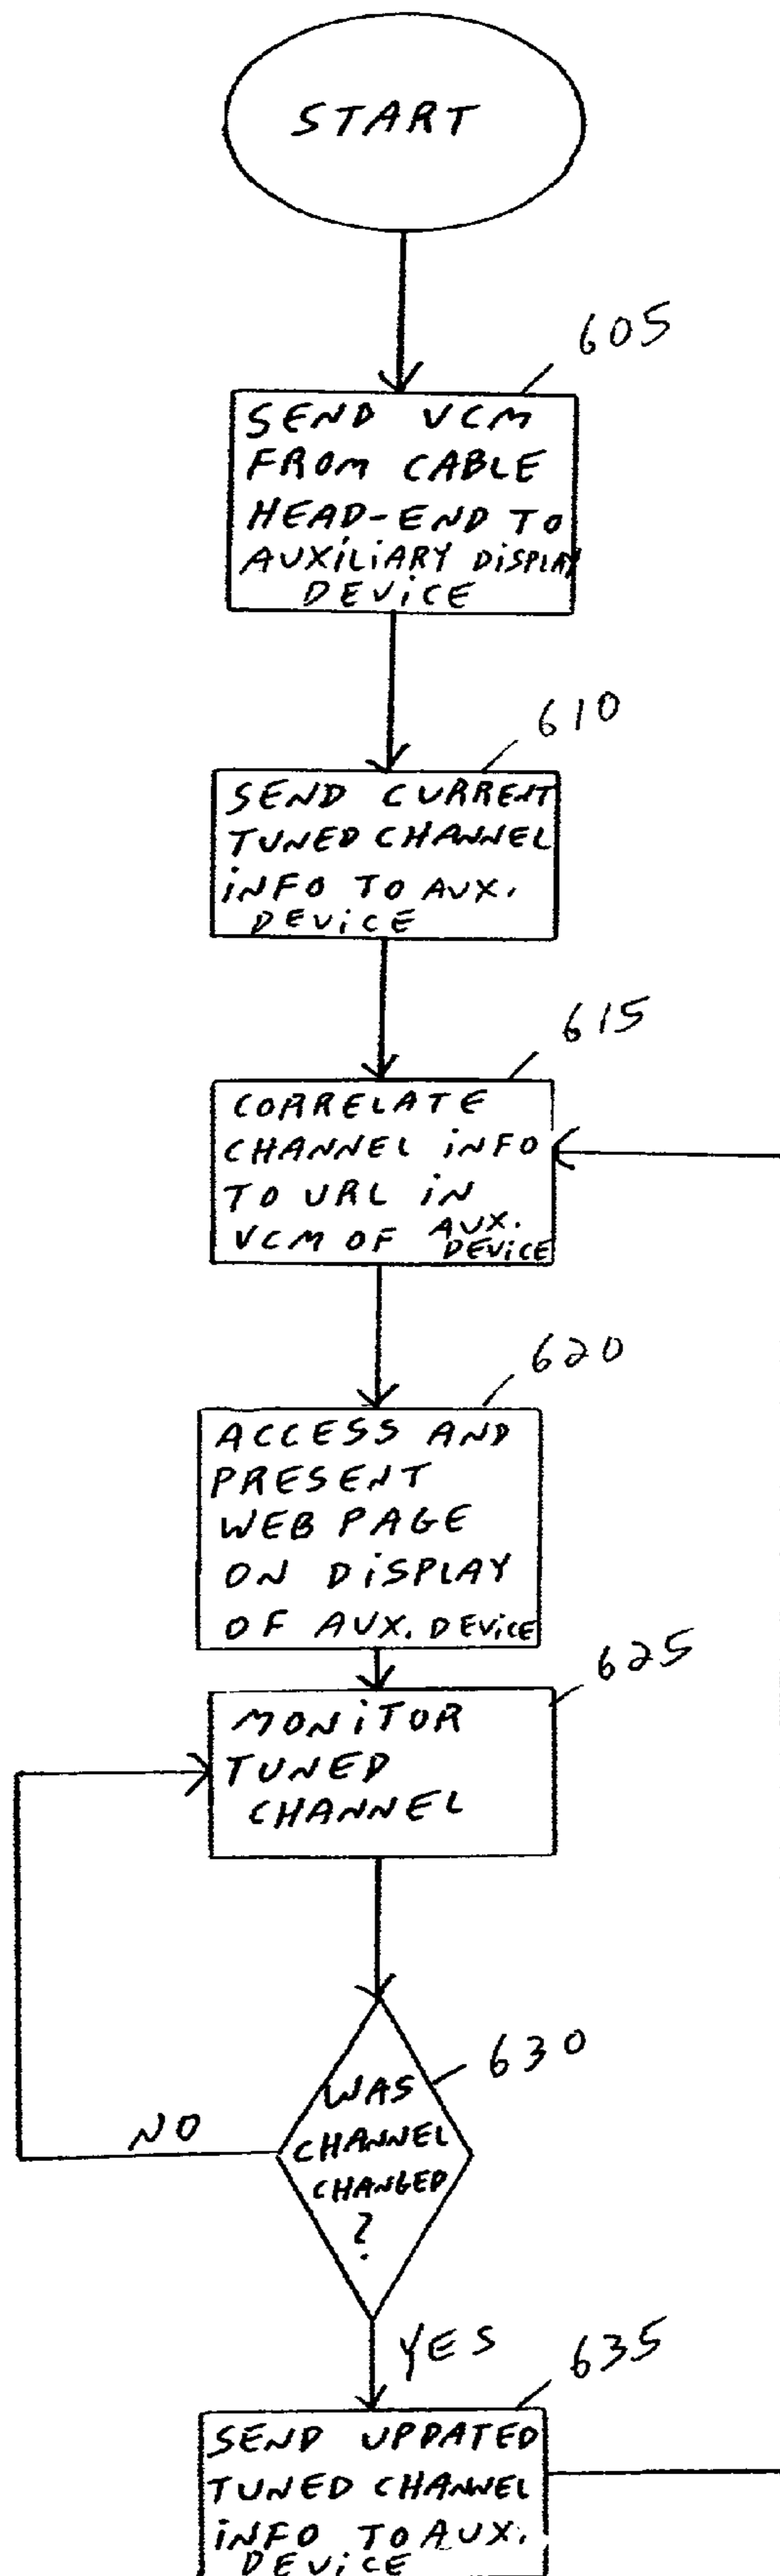 START
605
SEND VCM
FROM CABLE
HEAD-END TO
AUXiLiARY DiSPLAY
DEViCE
610
SEND CURRENT
TUNED CHANNEL
iNFO TO AUX.
DEViCE
615
CORRELATE
CHANNEL iNFO
TO URL iN
VCM OF AUX.
DEViCE
620
ACCESS AND
PRESENT
WEB PAGE
ON DiSPLAY
OF AUX. DEViCE
625
MONiTOR
TUNED
CHANNEL
630
WAS
CHANNEL
CHANGED
?
NO
YES
635
SEND UPDATED
TUNED CHANNEL
iNFO TO AUX.
DEViCE